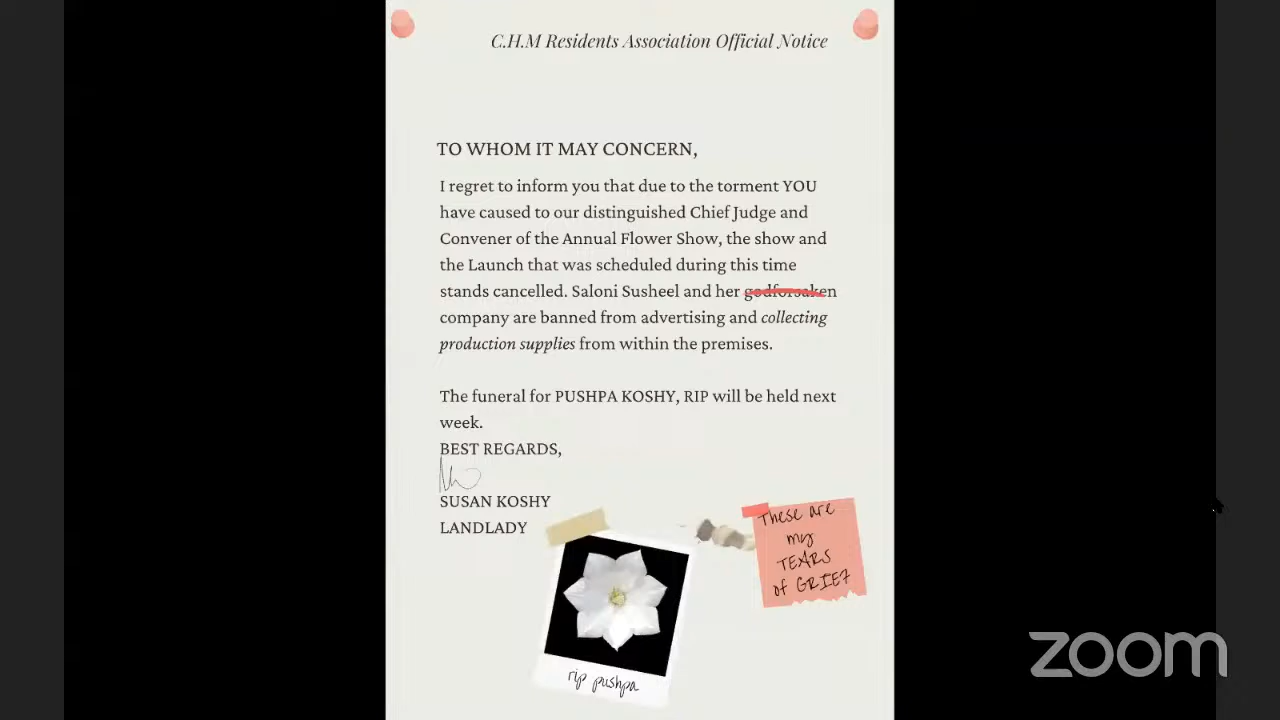 C.H.M Residents Association Official Notice
TO WHOM IT MAY CONCERN,
I regret to inform you that due to the torment YOU
have caused to our distinguished Chief Judge and
Convener of the Annual Flower Show, the show and
the Launch that was scheduled during this time
stands cancelled. Saloni Susheel and her godforsaken
company are banned from advertising and collecting
production supplies from within the premises.
The funeral for PUSHPA KOSHY, RIP will be held next
week.
BEST REGARDS,
SUSAN KOSHY
LANDLADY
These are
my
TEARS
of GRIEF
rip pushpa
zoom